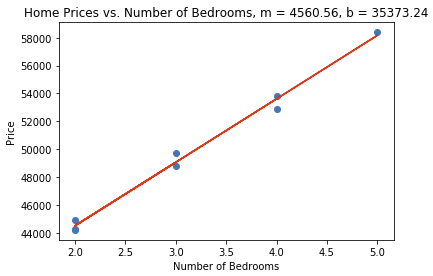 Home Prices vs. Number of Bedrooms, m = 4560.56, b = 35373.24
58000
56000
54000
52000
50000
48000
46000
44000
Price
2.0 2.5 3.0 3.5 4.0 4.5 5.0
Number of Bedrooms